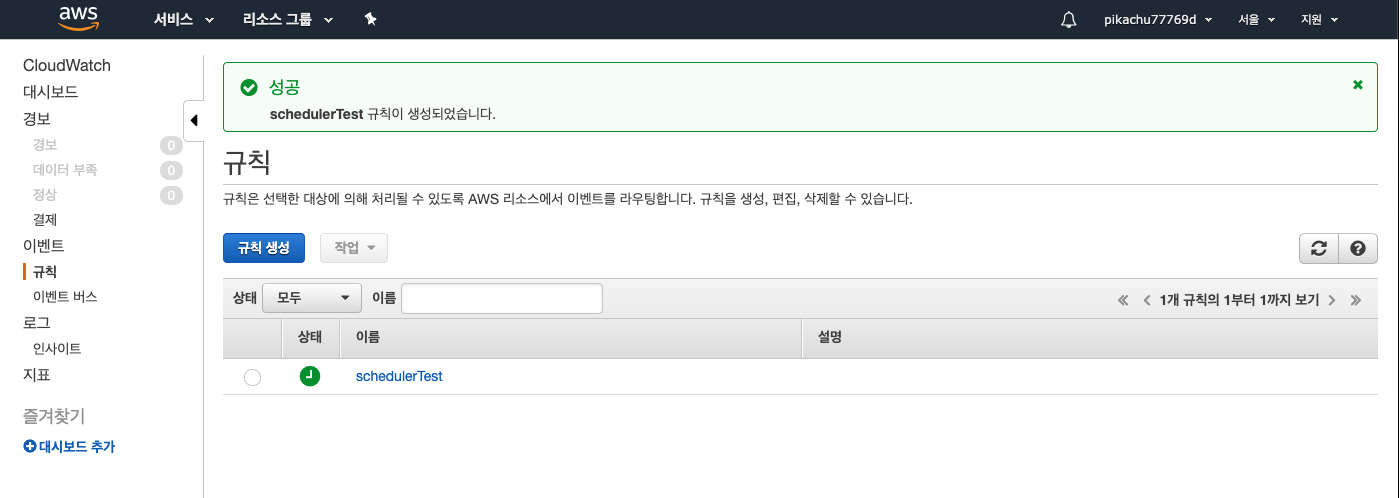 aws 서비스 리소스 그룹 pikachu77769d 서울 지원
CloudWatch
대시보드
경보
경보 0
데이터 부족 0
정상 0
결제
이벤트
규칙
이벤트 버스
로그
인사이트
지표
즐겨찾기
대시보드 추가
성공
schedulerTest 규칙이 생성되었습니다.
규칙
규칙은 선택한 대상에 의해 처리될 수 있도록 AWS 리소스에서 이벤트를 라우팅합니다. 규칙을 생성, 편집, 삭제할 수 있습니다.
규칙 생성 작업
상태 모두 이름 « < 1개 규칙의 1부터 1까지 보기 > »
상태 이름 설명
schedulerTest